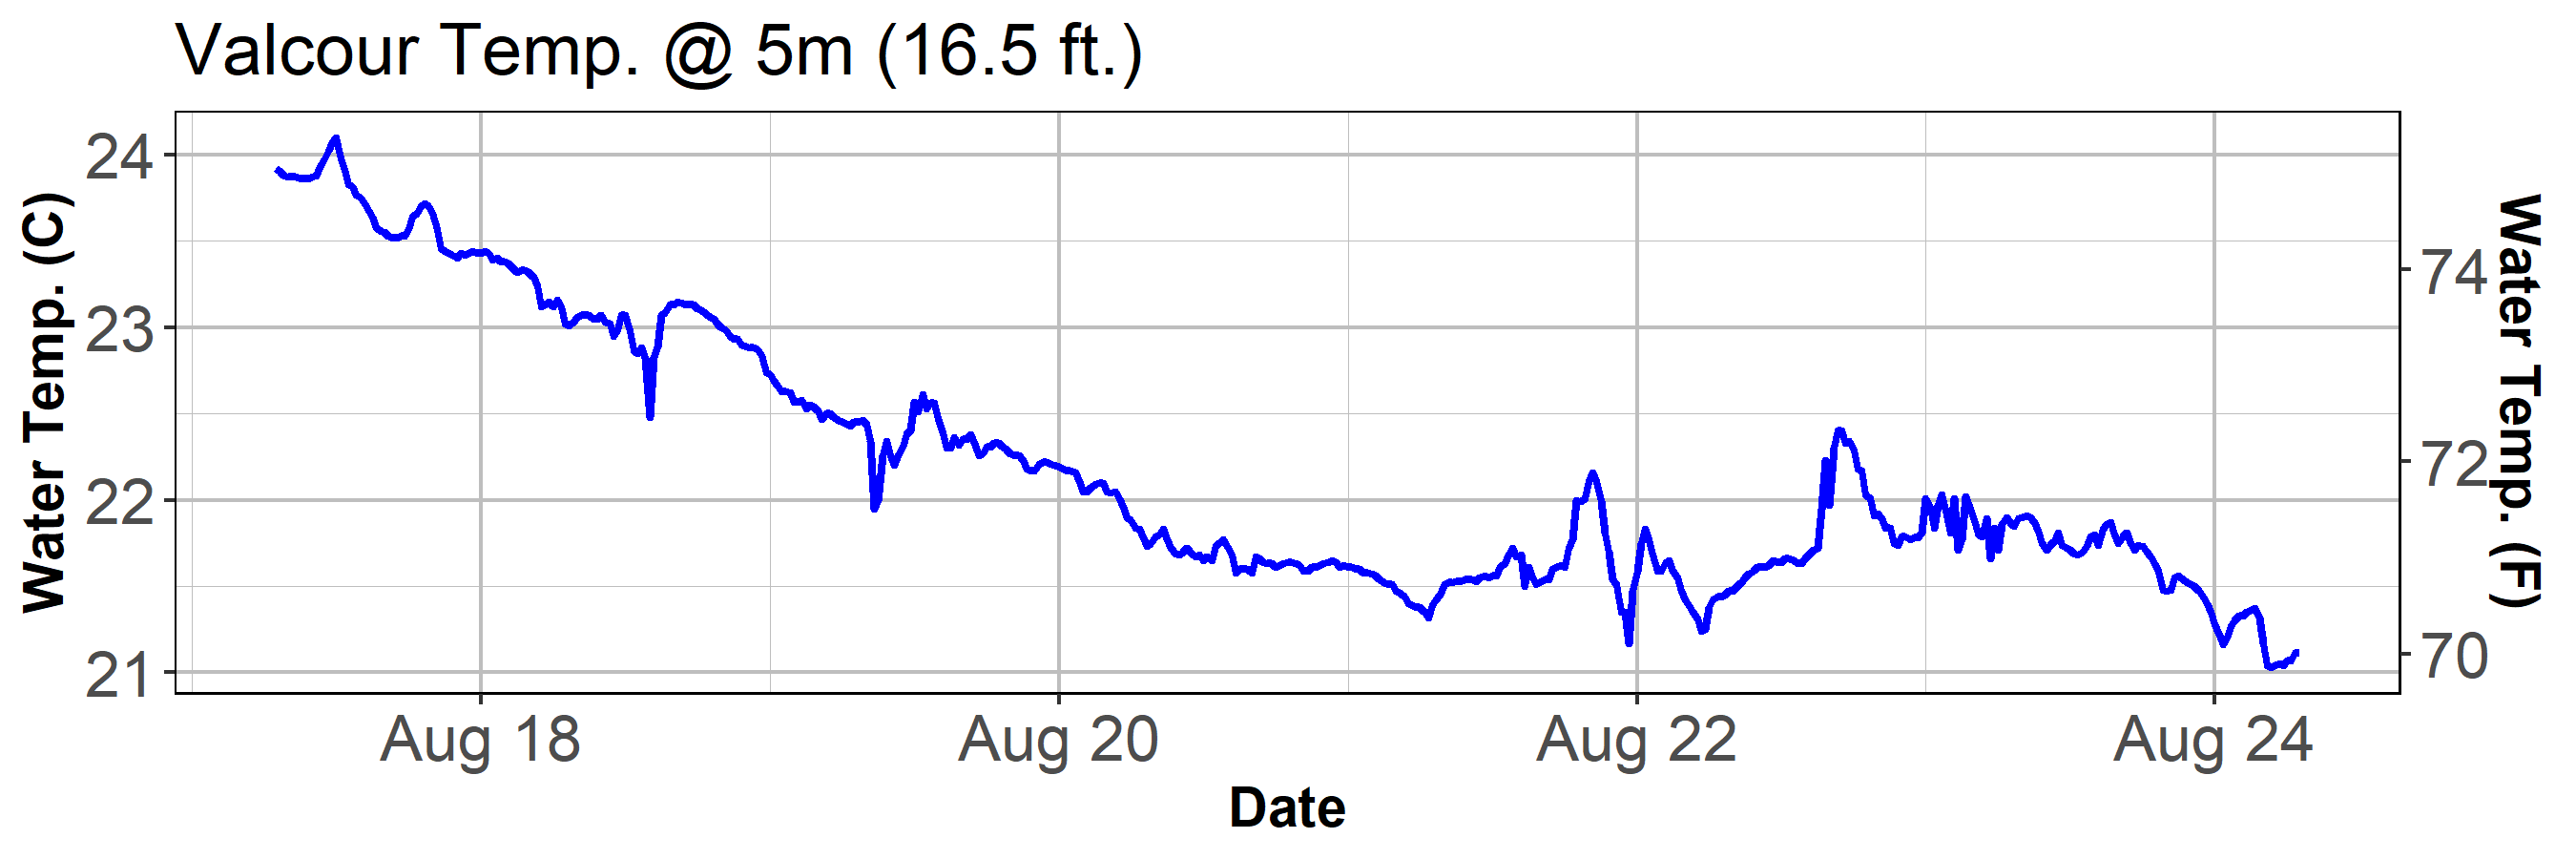 Valcour Temp. @ 5m (16.5 ft.)
Water Temp. (C)
24
23
22
21
74
72
70
Water Temp. (F)
Aug 18 Aug 20 Aug 22 Aug 24
Date